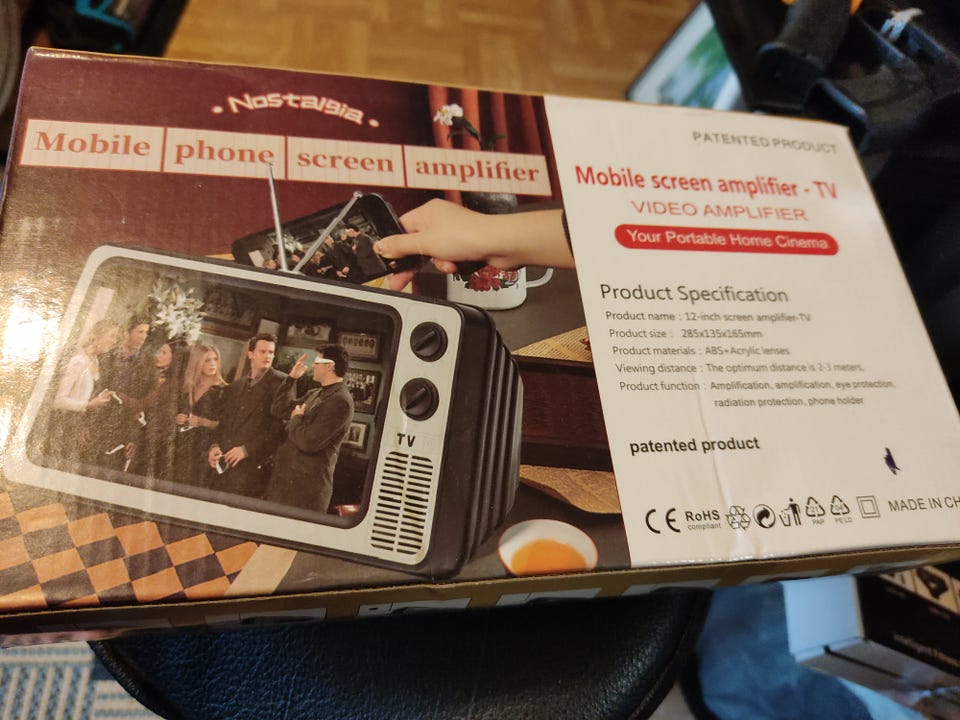 • Nostalgia •
Mobile phone screen amplifier
TV
PATENTED PRODUCT
Mobile screen amplifier - TV
VIDEO AMPLIFIER
Your Portable Home Cinema
Product Specification
Product name : 12-inch screen amplifier-TV
Product size : 285x135x165mm
Product materials : ABS+Acrylic lenses
Viewing distance : The optimum distance is 2-3 meters.
Product function : Amplification, amplification, eye protection,
radiation protection, phone holder
patented product
CE RoHS
compliant
PAP
PE LD
MADE IN CH